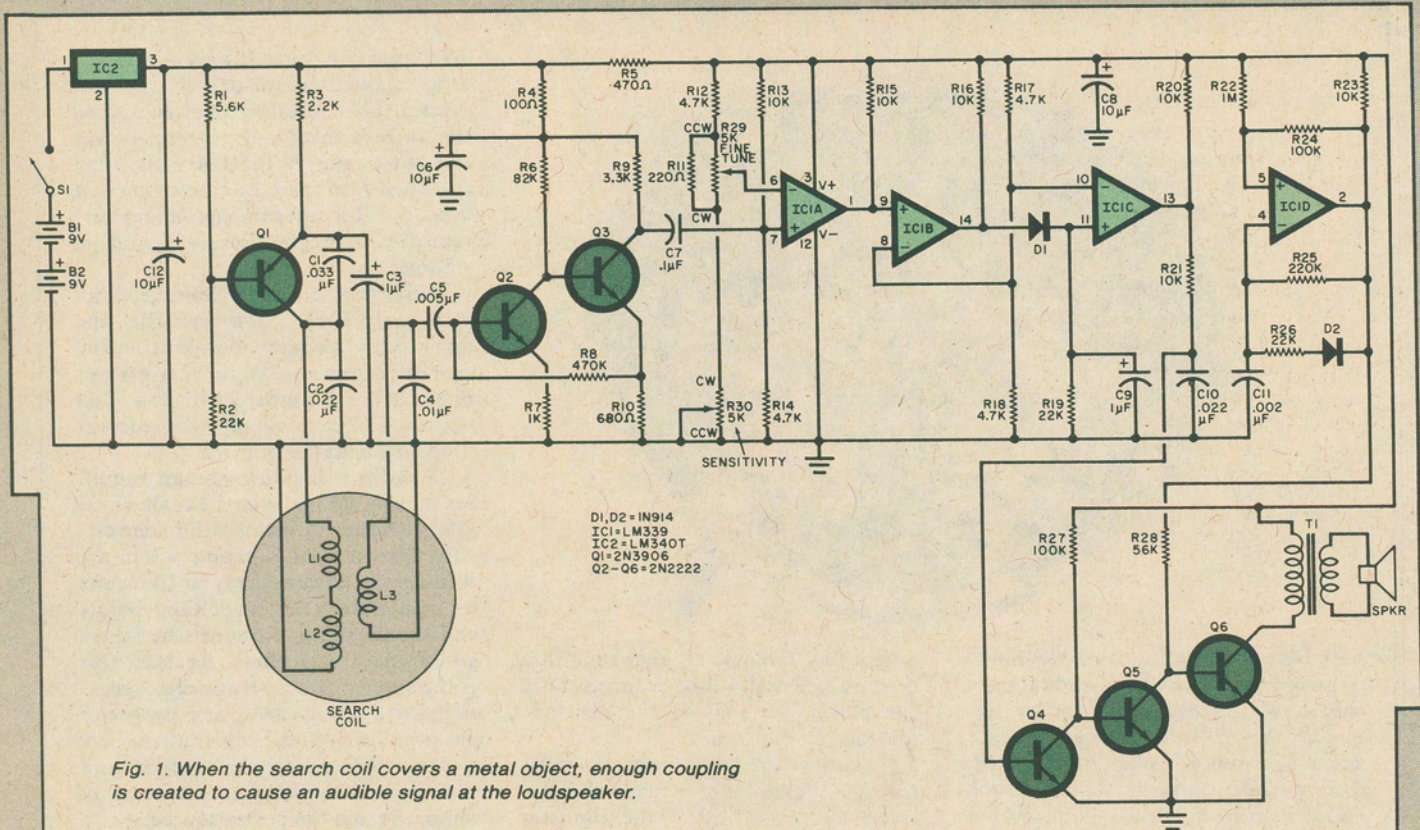 IC2
1
3
2
S1
B1
9V
B2
9V
C12
10µF
R1
5.6K
R2
22K
R3
2.2K
Q1
C1
.033
µF
C3
1µF
C2
.022
µF
C4
.01µF
C5
.005µF
R4
100Ω
C6
10µF
R6
82K
R9
3.3K
Q2
Q3
R7
1K
R8
470K
R10
680Ω
C7
.1µF
R5
470Ω
R12
4.7K
CCW
R29
5K
FINE
TUNE
R11
220Ω
CW
CW
R30
5K
CCW
SENSITIVITY
R13
10K
R14
4.7K
6
7
3
V+
IC1A
V-
12
1
R15
10K
9
8
IC1B
14
R16
10K
R17
4.7K
D1
R18
4.7K
R19
22K
C8
10µF
10
11
IC1C
13
R20
10K
R21
10K
C9
1µF
C10
.022
µF
R22
1M
R23
10K
R24
100K
5
4
IC1D
2
R25
220K
R26
22K
D2
C11
.002
µF
L1
L2
L3
SEARCH
COIL
D1,D2=IN914
IC1=LM339
IC2=LM340T
Q1=2N3906
Q2-Q6=2N2222
R27
100K
R28
56K
T1
SPKR
Q4
Q5
Q6
Fig. 1. When the search coil covers a metal object, enough coupling
is created to cause an audible signal at the loudspeaker.